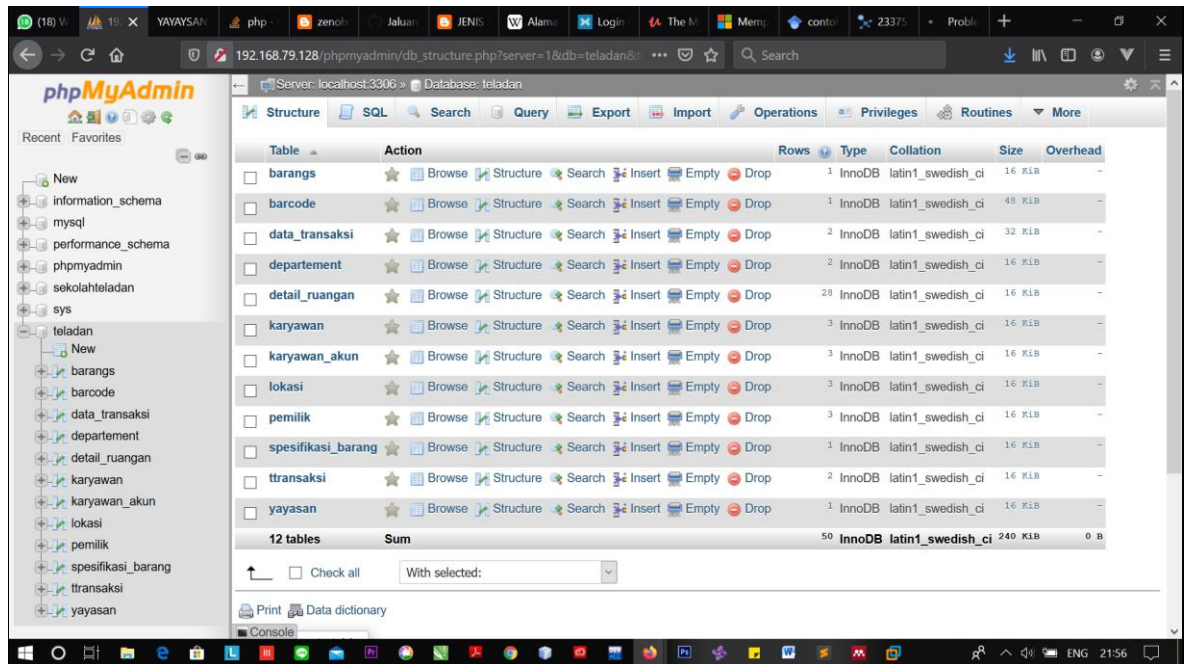 (18) W
19. X
YAYAYSAN
php -
zenoh
Jaluan
JENIS
Alama
Login
The M
Memp
contol
23375
Proble
192.168.79.128/phpmyadmin/db_structure.php?server=1&db=teladan&t
Search
phpMyAdmin
Recent Favorites
New
information_schema
mysql
performance_schema
phpmyadmin
sekolahteladan
sys
teladan
New
barangs
barcode
data_transaksi
departement
detail_ruangan
karyawan
karyawan_akun
lokasi
pemilik
spesifikasi_barang
ttransaksi
yayasan
Server: localhost:3306 » Database: teladan
Structure SQL Search Query Export Import Operations Privileges Routines More
Table Action Rows Type Collation Size Overhead
barangs Browse Structure Search Insert Empty Drop 1 InnoDB latin1_swedish_ci 16 KiB -
barcode Browse Structure Search Insert Empty Drop 1 InnoDB latin1_swedish_ci 48 KiB -
data_transaksi Browse Structure Search Insert Empty Drop 2 InnoDB latin1_swedish_ci 32 KiB -
departement Browse Structure Search Insert Empty Drop 2 InnoDB latin1_swedish_ci 16 KiB -
detail_ruangan Browse Structure Search Insert Empty Drop 28 InnoDB latin1_swedish_ci 16 KiB -
karyawan Browse Structure Search Insert Empty Drop 3 InnoDB latin1_swedish_ci 16 KiB -
karyawan_akun Browse Structure Search Insert Empty Drop 3 InnoDB latin1_swedish_ci 16 KiB -
lokasi Browse Structure Search Insert Empty Drop 3 InnoDB latin1_swedish_ci 16 KiB -
pemilik Browse Structure Search Insert Empty Drop 3 InnoDB latin1_swedish_ci 16 KiB -
spesifikasi_barang Browse Structure Search Insert Empty Drop 1 InnoDB latin1_swedish_ci 16 KiB -
ttransaksi Browse Structure Search Insert Empty Drop 2 InnoDB latin1_swedish_ci 16 KiB -
yayasan Browse Structure Search Insert Empty Drop 1 InnoDB latin1_swedish_ci 16 KiB -
12 tables Sum 50 InnoDB latin1_swedish_ci 240 KiB 0 B
Check all With selected:
Print Data dictionary
Console
ENG 21:56